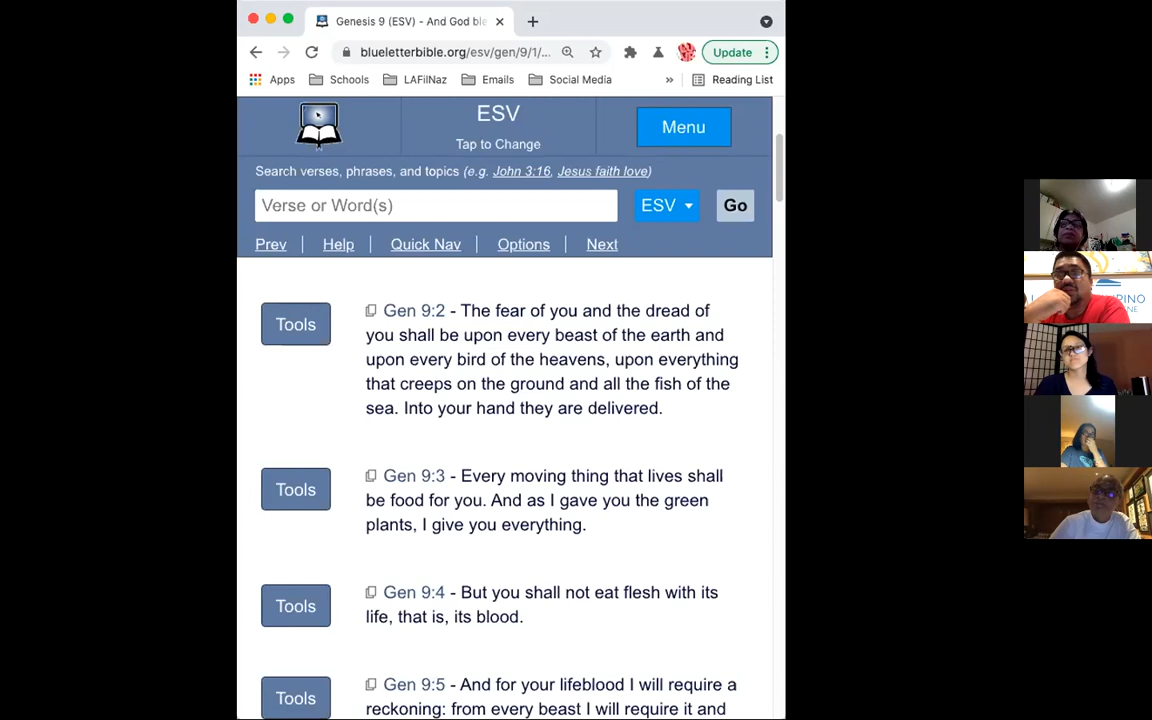 Genesis 9 (ESV) - And God ble
blueletterbible.org/esv/gen/9/1/...
Update
Apps
Schools
LAFilNaz
Emails
Social Media
»
Reading List
ESV
Tap to Change
Menu
Search verses, phrases, and topics (e.g. John 3:16, Jesus faith love)
Verse or Word(s)
ESV
Go
Prev
Help
Quick Nav
Options
Next
Tools
Gen 9:2 - The fear of you and the dread of
you shall be upon every beast of the earth and
upon every bird of the heavens, upon everything
that creeps on the ground and all the fish of the
sea. Into your hand they are delivered.
Tools
Gen 9:3 - Every moving thing that lives shall
be food for you. And as I gave you the green
plants, I give you everything.
Tools
Gen 9:4 - But you shall not eat flesh with its
life, that is, its blood.
Tools
Gen 9:5 - And for your lifeblood I will require a
reckoning: from every beast I will require it and